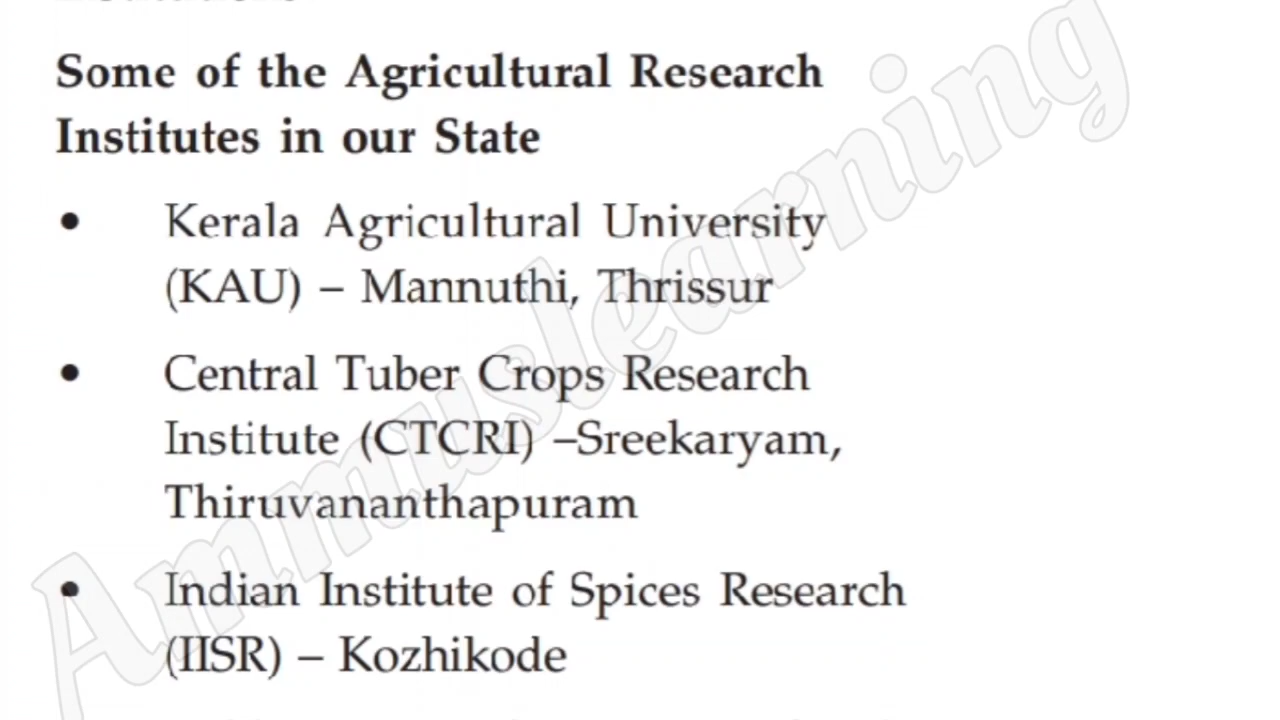 Some of the Agricultural Research
Institutes in our State
• Kerala Agricultural University
(KAU) – Mannuthi, Thrissur
• Central Tuber Crops Research
Institute (CTCRI) –Sreekaryam,
Thiruvananthapuram
• Indian Institute of Spices Research
(IISR) – Kozhikode
Ammuslearning